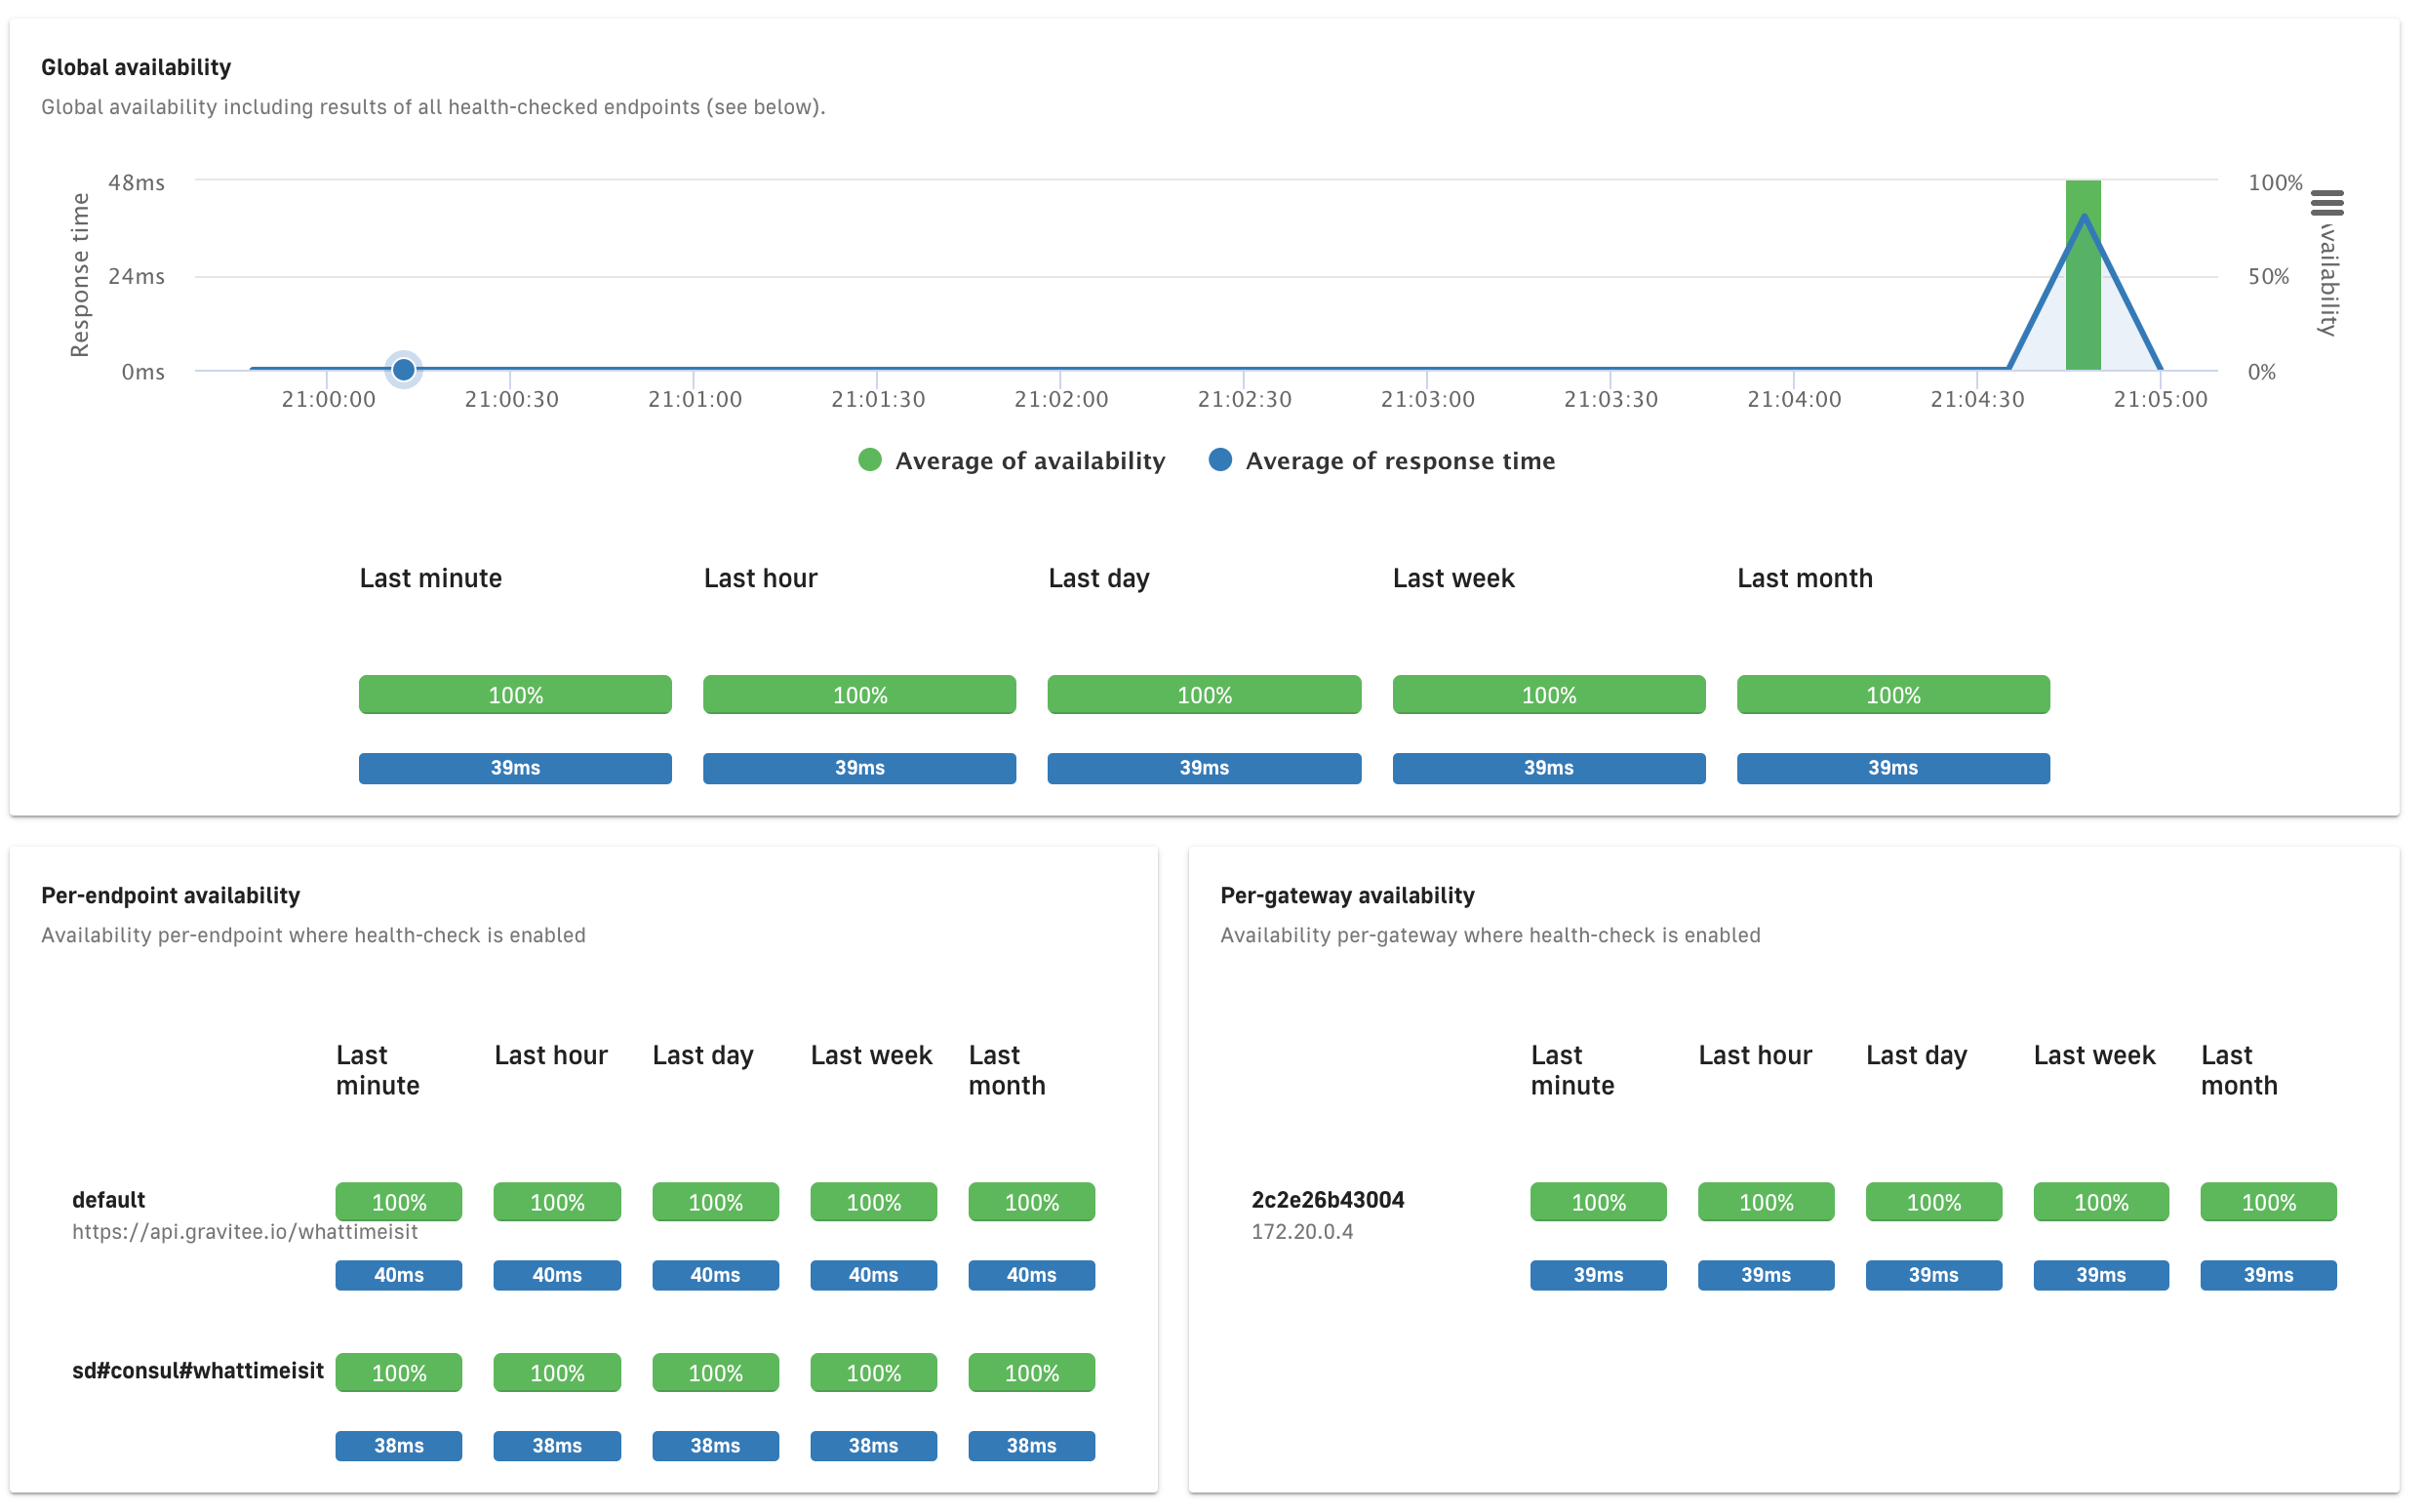 Global availability
Global availability including results of all health-checked endpoints (see below).
48ms
24ms
0ms
Response time
100%
50%
0%
vailability
21:00:00 21:00:30 21:01:00 21:01:30 21:02:00 21:02:30 21:03:00 21:03:30 21:04:00 21:04:30 21:05:00
Average of availability Average of response time
Last minute Last hour Last day Last week Last month
100% 100% 100% 100% 100%
39ms 39ms 39ms 39ms 39ms
Per-endpoint availability
Availability per-endpoint where health-check is enabled
Last minute Last hour Last day Last week Last month
default 100% 100% 100% 100% 100%
https://api.gravitee.io/whattimeisit
40ms 40ms 40ms 40ms 40ms
sd#consul#whattimeisit 100% 100% 100% 100% 100%
38ms 38ms 38ms 38ms 38ms
Per-gateway availability
Availability per-gateway where health-check is enabled
Last minute Last hour Last day Last week Last month
2c2e26b43004 100% 100% 100% 100% 100%
172.20.0.4
39ms 39ms 39ms 39ms 39ms